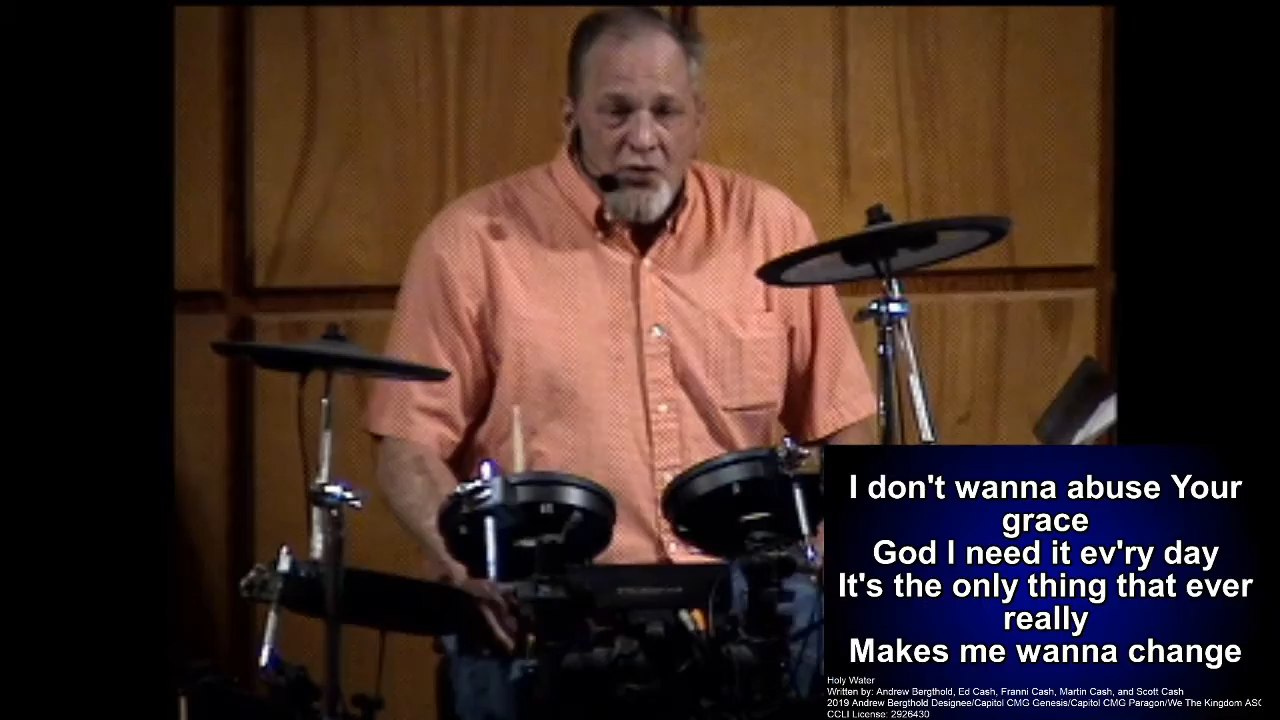 I don't wanna abuse Your
grace
God I need it ev'ry day
It's the only thing that ever
really
Makes me wanna change
Holy Water
Written by: Andrew Bergthold, Ed Cash, Franni Cash, Martin Cash, and Scott Cash
2019 Andrew Bergthold Designee/Capitol CMG Genesis/Capitol CMG Paragon/We The Kingdom ASC
CCLI License: 2926430